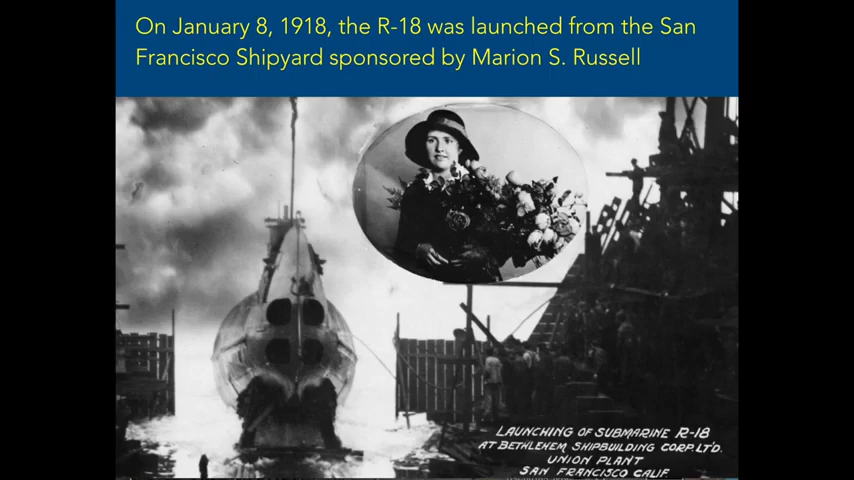 On January 8, 1918, the R-18 was launched from the San
Francisco Shipyard sponsored by Marion S. Russell
LAUNCHING OF SUBMARINE R-18
AT BETHLEHEM SHIPBUILDING CORP. LT'D.
UNION PLANT
SAN FRANCISCO CALIF.